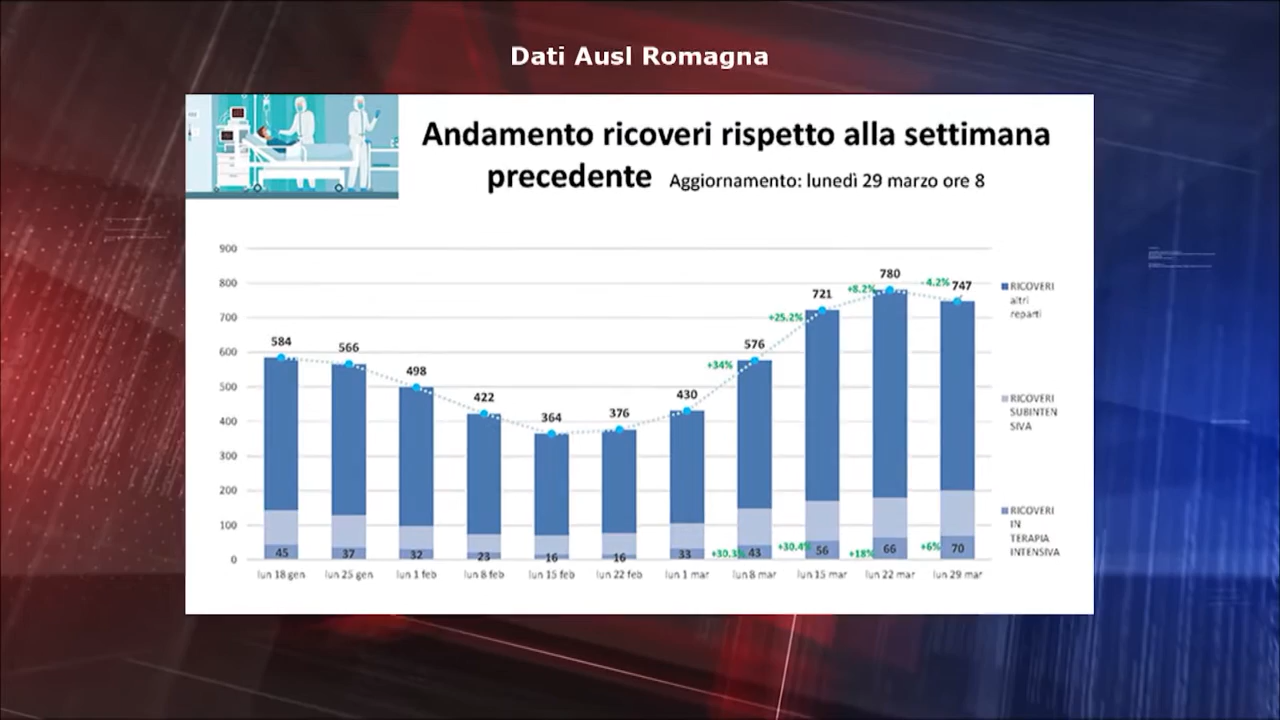 Dati Ausl Romagna
Andamento ricoveri rispetto alla settimana
precedente Aggiornamento: lunedì 29 marzo ore 8
900
800
700
600
500
400
300
200
100
0
584
566
498
422
364
376
430
576
721
780
747
+34%
+25.2%
+8.2%
-4.2%
45
37
32
23
16
16
33
43
56
66
70
+30.3%
+30.4%
+18%
+6%
lun 18 gen
lun 25 gen
lun 1 feb
lun 8 feb
lun 15 feb
lun 22 feb
lun 1 mar
lun 8 mar
lun 15 mar
lun 22 mar
lun 29 mar
RICOVERI
altri
reparti
RICOVERI
SUBINTEN
SIVA
RICOVERI
IN
TERAPIA
INTENSIVA